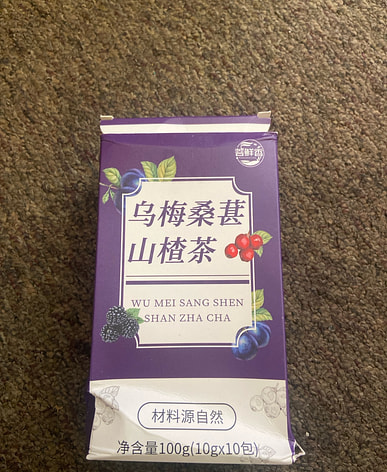 乌梅桑葚
山楂茶
WU MEI SANG SHEN
SHAN ZHA CHA
材料源自然
净含量100g(10gx10包)